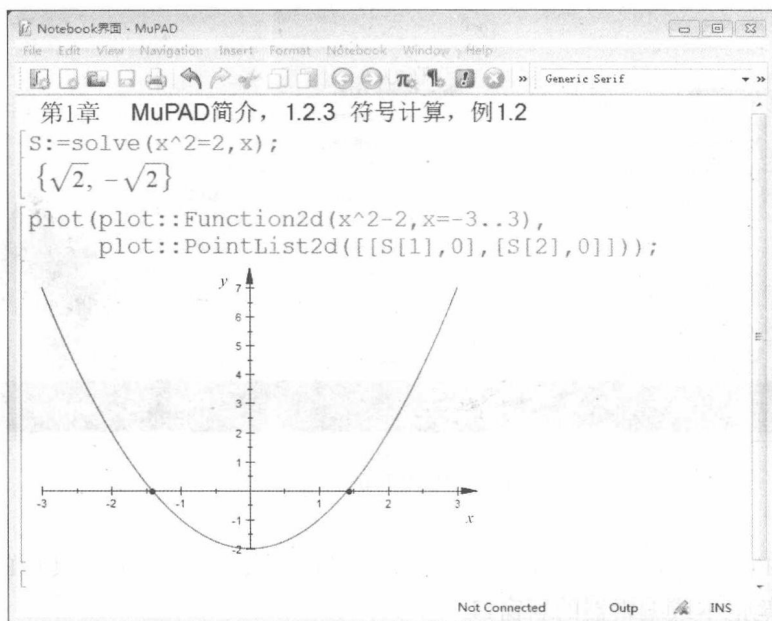 Notebook界面 - MuPAD
File Edit View Navigation Insert Format Notebook Window Help
» Generic Serif »
第1章 MuPAD简介，1.2.3 符号计算，例1.2
S:=solve(x^2=2,x);
{√2, −√2}
plot(plot::Function2d(x^2-2,x=-3..3),
plot::PointList2d([[S[1],0],[S[2],0]]));
y 7
6
5
4
3
2
1
-3 -2 -1 1 2 3
-1
x
-2
Not Connected Outp INS